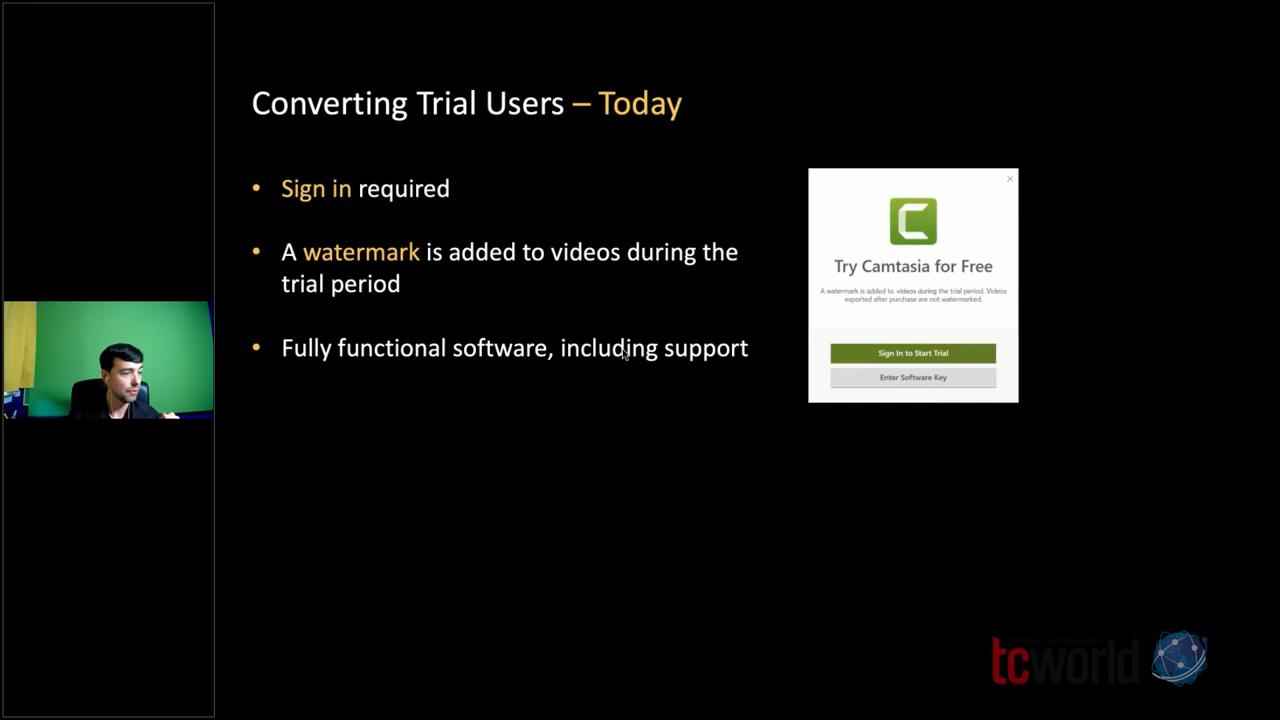 Converting Trial Users – Today
• Sign in required
• A watermark is added to videos during the
trial period
• Fully functional software, including support
Try Camtasia for Free
A watermark is added to videos during the trial period. Videos
exported after purchase are not watermarked.
Sign In to Start Trial
Enter Software Key
tcworld